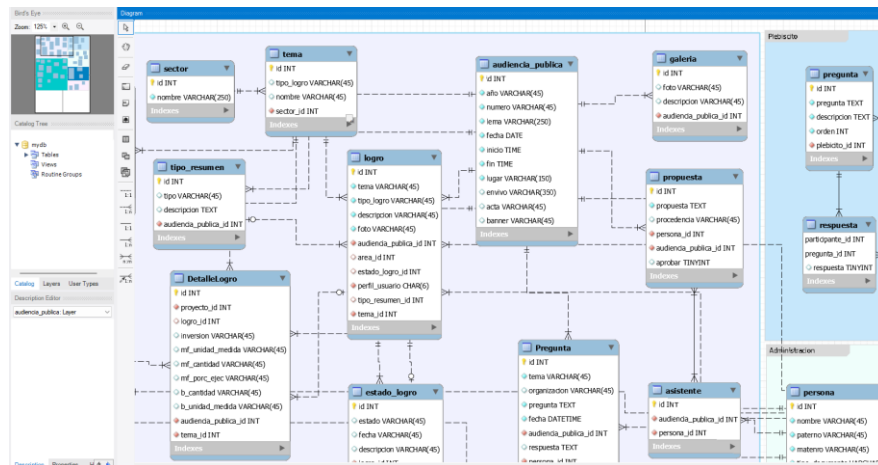 Bird's Eye
Zoom: 125%
Catalog Tree
mydb
Tables
Views
Routine Groups
Catalog Layers User Types
Description Editor
audiencia_publica: Layer
Diagram
1:1
1:n
1:1
1:n
n:m
sector
id INT
nombre VARCHAR(250)
Indexes
tema
id INT
tipo_logro VARCHAR(45)
nombre VARCHAR(45)
sector_id INT
Indexes
tipo_resumen
id INT
tipo VARCHAR(45)
descripcion TEXT
audiencia_publica_id INT
DetalleLogro
id INT
proyecto_id INT
logro_id INT
inversion VARCHAR(45)
mf_unidad_medida VARCHAR(45)
mf_cantidad VARCHAR(45)
mf_porc_ejec VARCHAR(45)
b_cantidad VARCHAR(45)
b_unidad_medida VARCHAR(45)
audiencia_publica_id INT
tema_id INT
Indexes
logro
id INT
tema VARCHAR(45)
tipo_logro VARCHAR(45)
descripcion VARCHAR(45)
foto VARCHAR(45)
audiencia_publica_id INT
area_id INT
estado_logro_id INT
perfil_usuario CHAR(6)
tipo_resumen_id INT
tema_id INT
Indexes
estado_logro
id INT
estado VARCHAR(45)
fecha VARCHAR(45)
descripcion VARCHAR(45)
audiencia_publica
id INT
año VARCHAR(45)
numero VARCHAR(45)
lema VARCHAR(250)
fecha DATE
inicio TIME
fin TIME
lugar VARCHAR(150)
envivo VARCHAR(350)
acta VARCHAR(45)
banner VARCHAR(45)
Indexes
Pregunta
id INT
tema VARCHAR(45)
organizacion VARCHAR(45)
pregunta TEXT
fecha DATETIME
audiencia_publica_id INT
respuesta TEXT
persona_id INT
galeria
id INT
foto VARCHAR(45)
descripcion VARCHAR(45)
audiencia_publica_id INT
Indexes
propuesta
id INT
propuesta TEXT
procedencia VARCHAR(45)
persona_id INT
audiencia_publica_id INT
aprobar TINYINT
Indexes
asistente
id INT
audiencia_publica_id INT
persona_id INT
Indexes
Plebiscito
pregunta
id INT
pregunta TEXT
descripcion TEXT
orden INT
plebicito_id INT
Indexes
respuesta
participante_id INT
pregunta_id INT
respuesta TINYINT
Indexes
Administracion
persona
id INT
nombre VARCHAR(45)
paterno VARCHAR(45)
matenro VARCHAR(45)